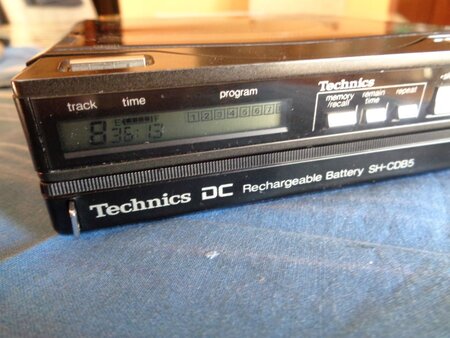 Technics
track time program memory/recall remain time repeat
E F
8 36:13 1 2 3 4 5 6 7
Technics DC Rechargeable Battery SH-CDB5